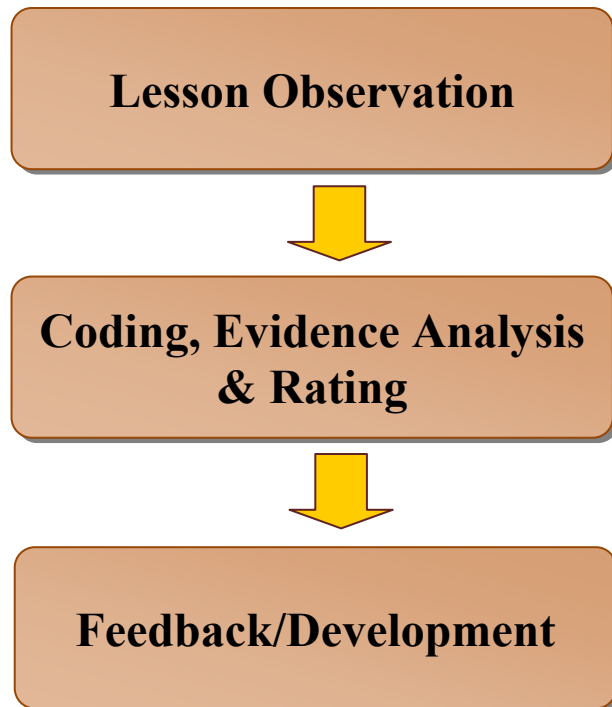 Lesson Observation
Coding, Evidence Analysis
& Rating
Feedback/Development